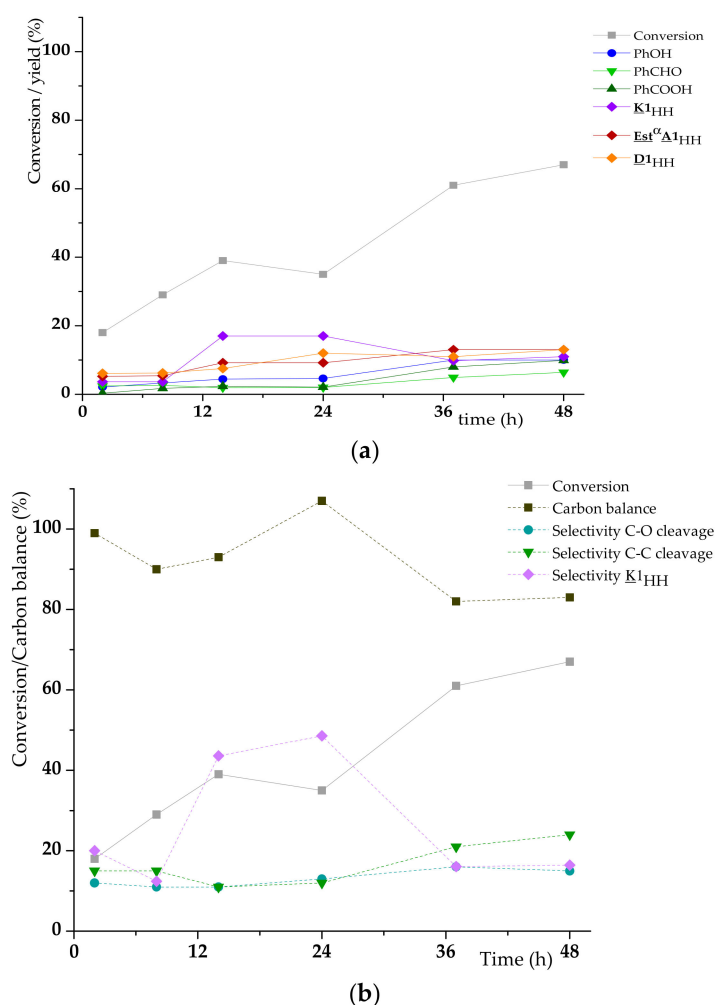 Conversion / yield (%)
100
80
60
40
20
0
0 12 24 36 48
time (h)
Conversion
PhOH
PhCHO
PhCOOH
K1HH
EstαA1HH
D1HH
(a)
Conversion/Carbon balance (%)
100
80
60
40
20
0
0 12 24 36 48
Time (h)
Conversion
Carbon balance
Selectivity C-O cleavage
Selectivity C-C cleavage
Selectivity K1HH
(b)